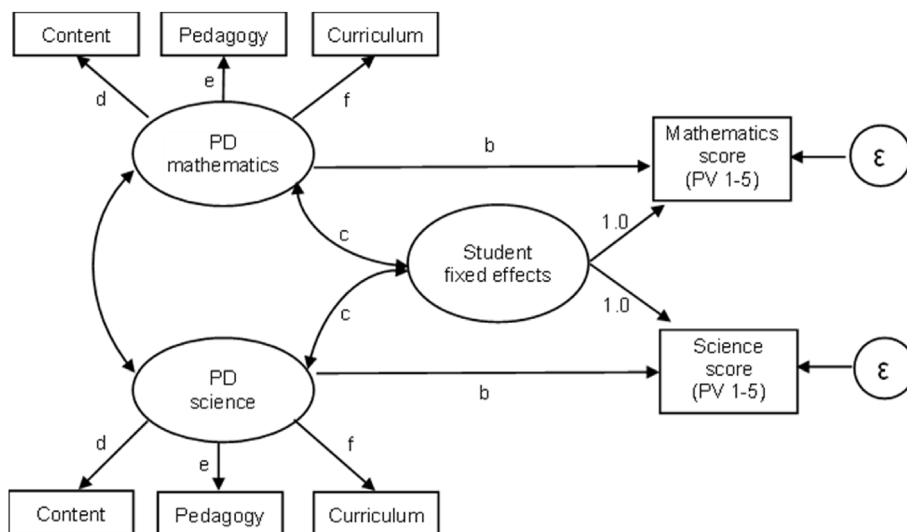 Content
Pedagogy
Curriculum
d
e
f
PD
mathematics
b
Mathematics
score
(PV 1-5)
ε
c
1.0
Student
fixed effects
c
1.0
Science
score
(PV 1-5)
ε
PD
science
b
d
e
f
Content
Pedagogy
Curriculum